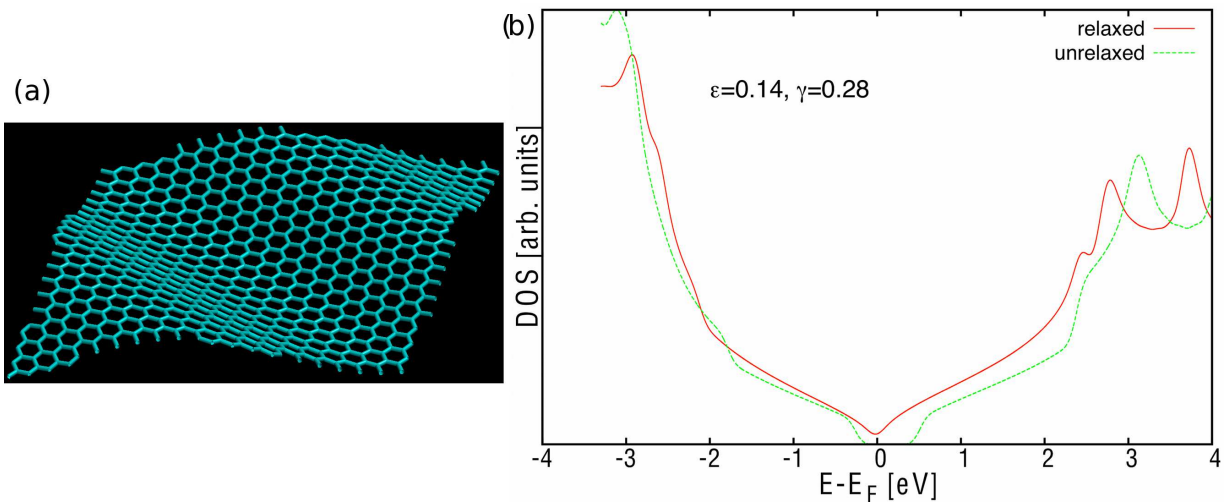 (a)
(b)
relaxed
unrelaxed
ε=0.14, γ=0.28
DOS [arb. units]
-4 -3 -2 -1 0 1 2 3 4
E-E_F [eV]